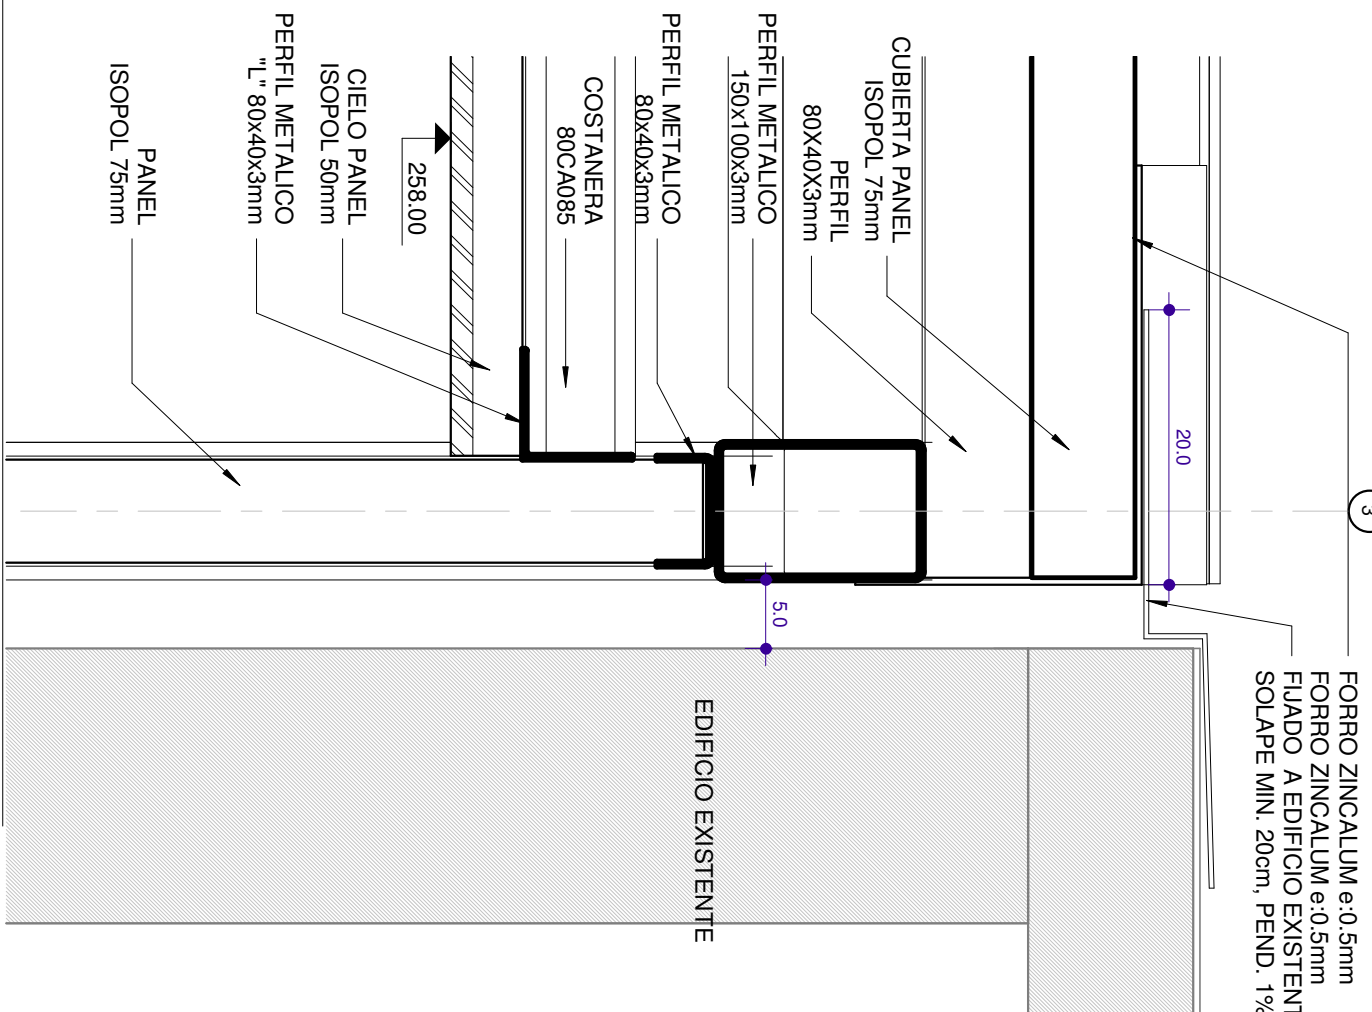 3
FORRO ZINCALUM e:0.5mm
FORRO ZINCALUM e:0.5mm
FIJADO A EDIFICIO EXISTENT
SOLAPE MIN. 20cm, PEND. 1%
20.0
CUBIERTA PANEL
ISOPOL 75mm
PERFIL
80X40X3mm
PERFIL METALICO
150x100x3mm
5.0
PERFIL METALICO
80x40x3mm
EDIFICIO EXISTENTE
COSTANERA
80CA085
258.00
CIELO PANEL
ISOPOL 50mm
PERFIL METALICO
"L" 80x40x3mm
PANEL
ISOPOL 75mm